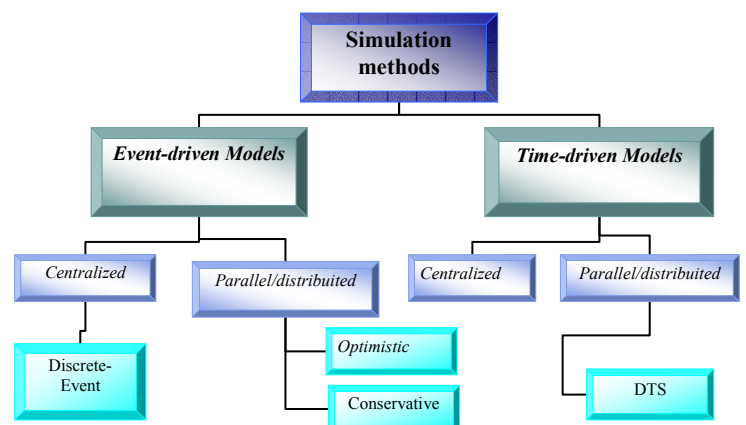 Simulation
methods
Event-driven Models
Time-driven Models
Centralized
Parallel/distribuited
Centralized
Parallel/distribuited
Discrete-
Event
Optimistic
Conservative
DTS